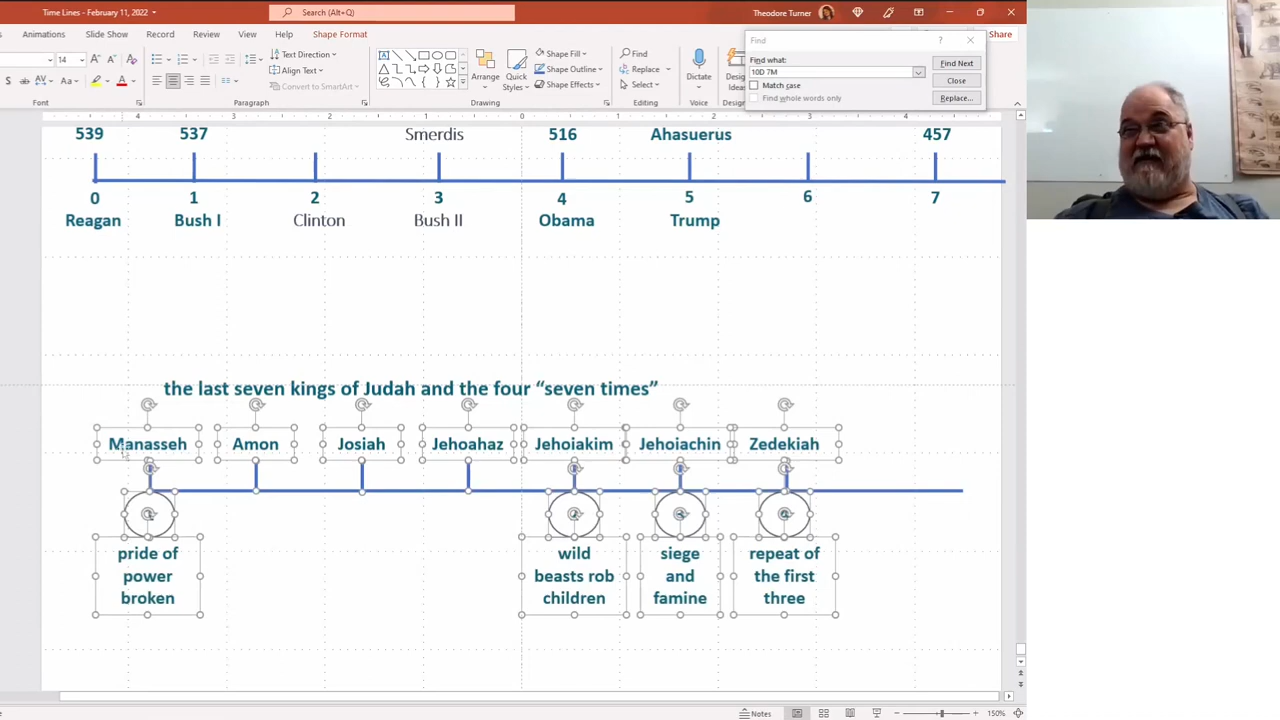 Time Lines - February 11, 2022
Search (Alt+Q)
Theodore Turner
Animations Slide Show Record Review View Help Shape Format
Share
14
Text Direction
Align Text
Convert to SmartArt
Arrange
Quick
Styles
Shape Fill
Shape Outline
Shape Effects
Find
Replace
Select
Dictate
Font Paragraph Drawing Editing Voice
Find
Find what:
10D 7M
Match case
Find whole words only
Find Next
Close
Replace...
539 537 Smerdis 516 Ahasuerus 457
0 1 2 3 4 5 6 7
Reagan Bush I Clinton Bush II Obama Trump
the last seven kings of Judah and the four “seven times”
Manasseh Amon Josiah Jehoahaz Jehoiakim Jehoiachin Zedekiah
pride of
power
broken
wild
beasts rob
children
siege
and
famine
repeat of
the first
three
Notes
150%